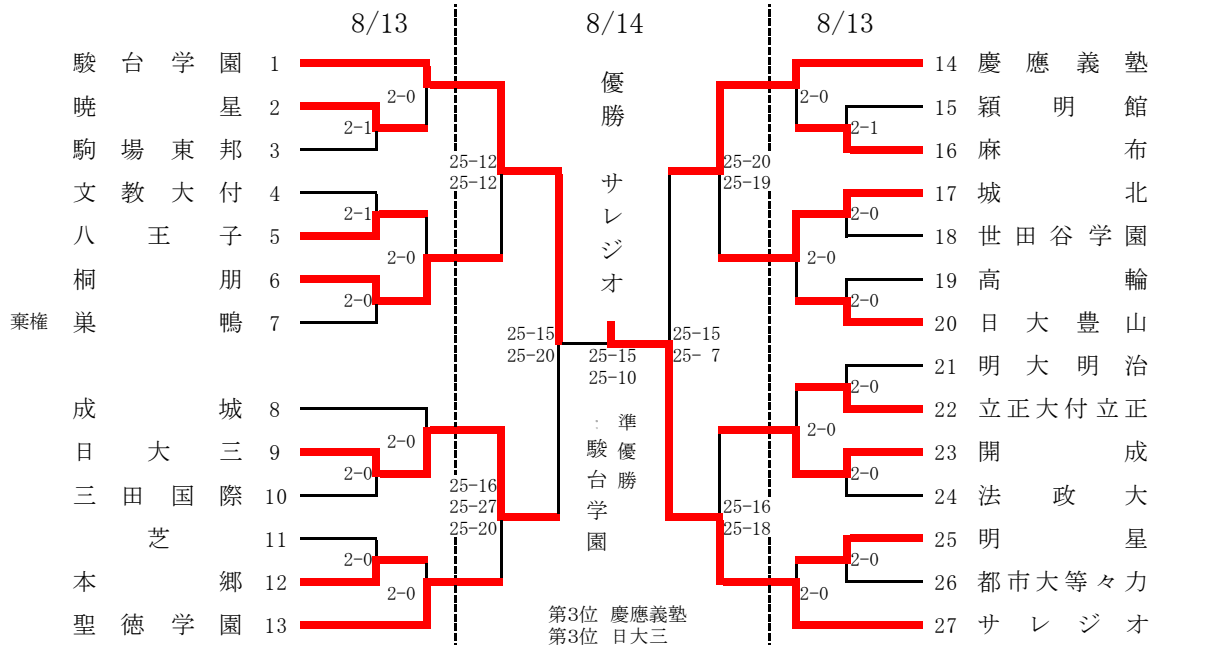 8/13
8/14
8/13
駿台学園 1
暁星 2
駒場東邦 3
文教大付 4
八王子 5
桐朋 6
棄権 巣鴨 7
成城 8
日大三 9
三田国際 10
芝 11
本郷 12
聖徳学園 13
2-0
2-1
2-1
2-0
2-0
2-0
2-0
2-0
2-0
25-12
25-12
25-16
25-27
25-20
25-15
25-20
優勝 サレジオ
25-15
25-10
準優勝
: 駿台学園
第3位 慶應義塾
第3位 日大三
25-15
25- 7
25-20
25-19
25-16
25-18
2-0
2-1
2-0
2-0
2-0
2-0
2-0
2-0
2-0
2-0
14 慶應義塾
15 穎明館
16 麻布
17 城北
18 世田谷学園
19 高輪
20 日大豊山
21 明大明治
22 立正大付立正
23 開成
24 法政大
25 明星
26 都市大等々力
27 サレジオ